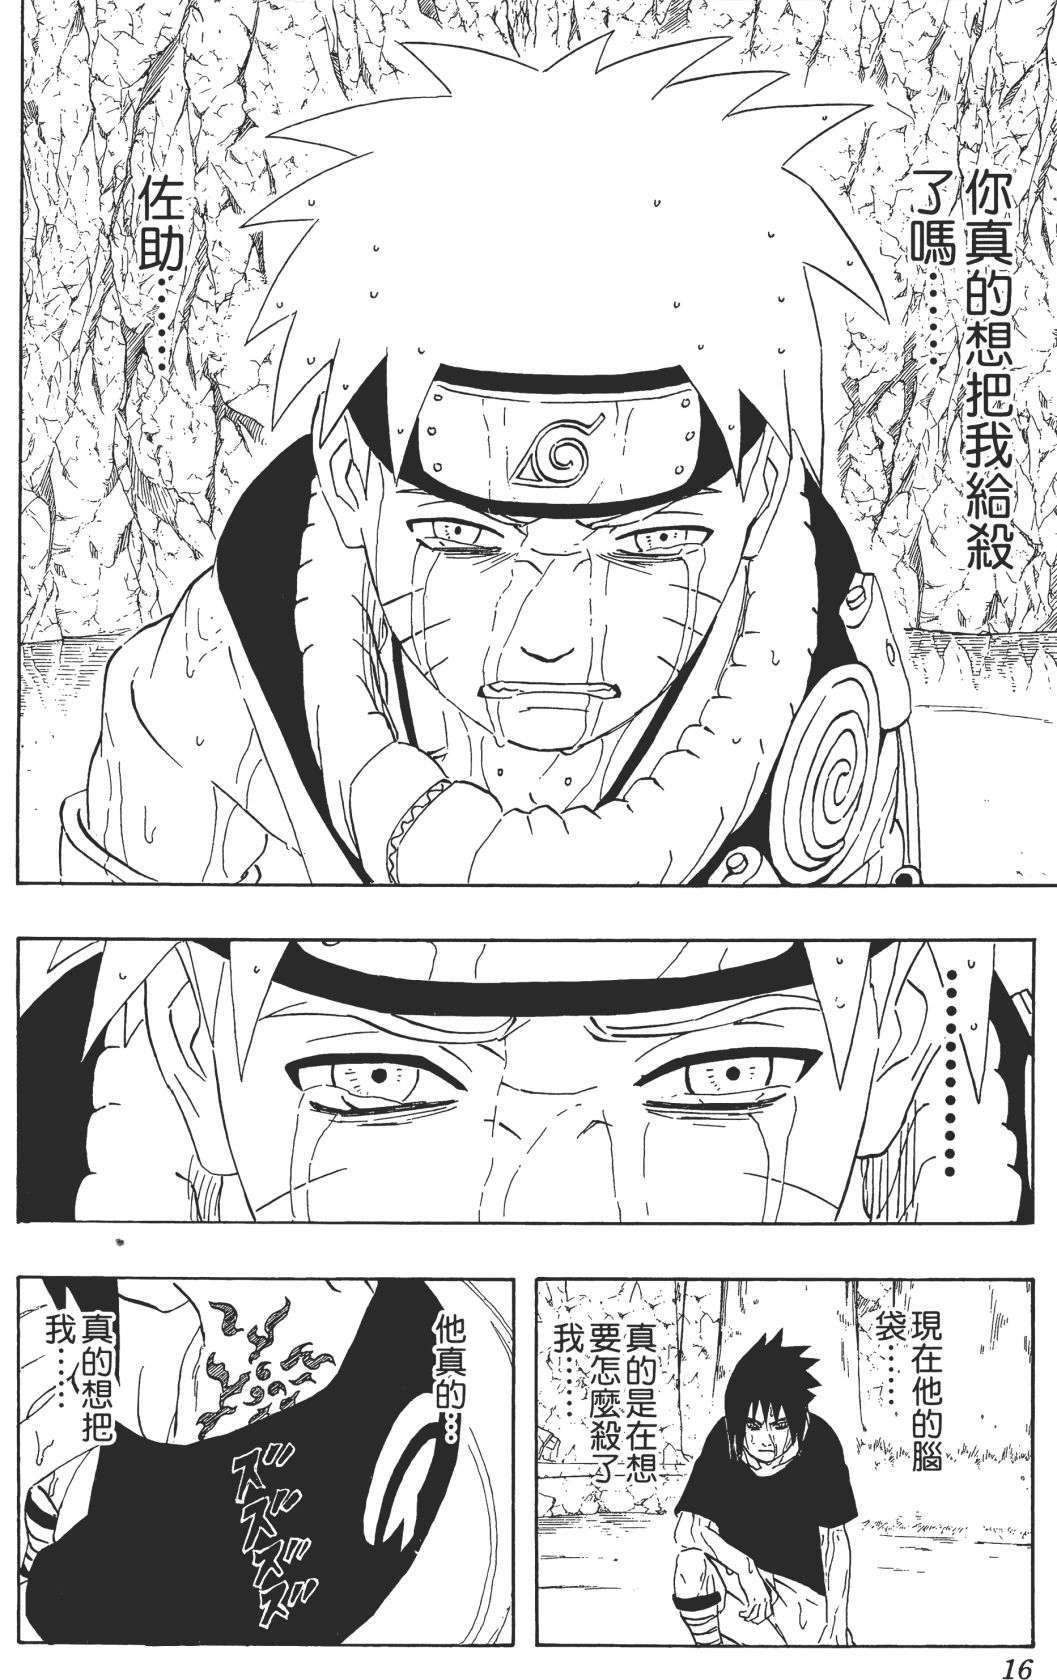 你真的想把我給殺
了嗎……
佐助……
…………
現在他的腦
袋……
真的是在想
要怎麼殺了
我……
他真的……
真的想把
我……
ズズズズ
16